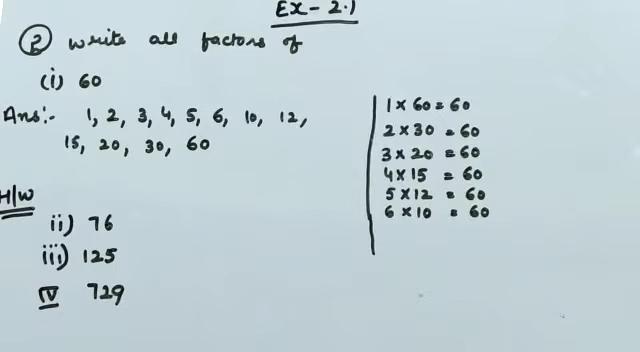 Ex - 2.1
② Write all factors of
(i) 60
Ans:- 1, 2, 3, 4, 5, 6, 10, 12,
15, 20, 30, 60
1 × 60 = 60
2 × 30 = 60
3 × 20 = 60
4 × 15 = 60
5 × 12 = 60
6 × 10 = 60
H/W
ii) 76
iii) 125
IV 729